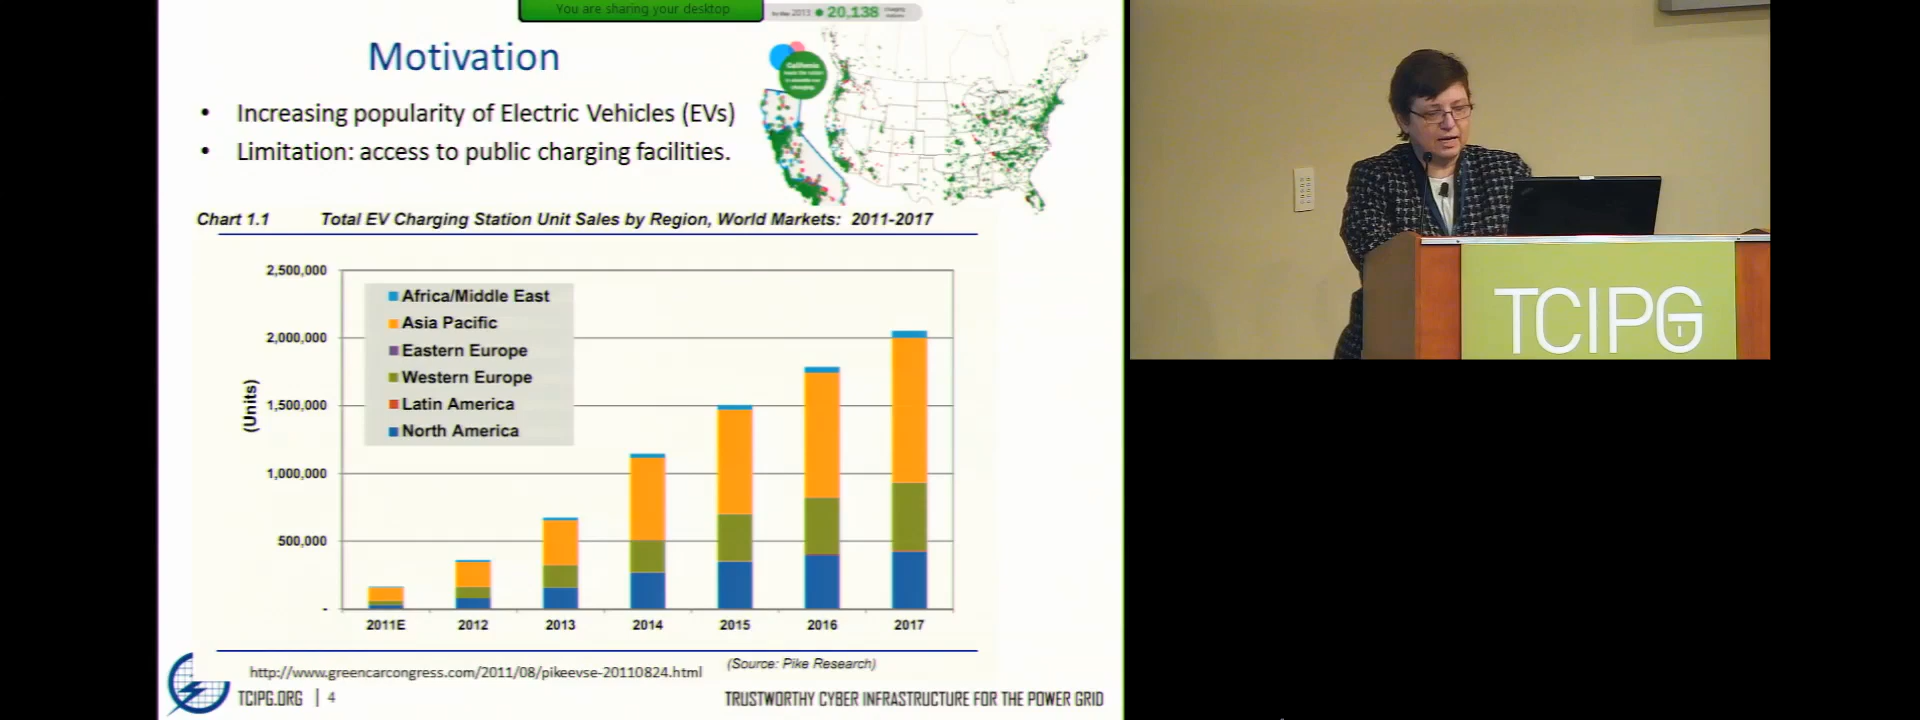 You are sharing your desktop
2013 20,138
Motivation
California
• Increasing popularity of Electric Vehicles (EVs)
• Limitation: access to public charging facilities.
Chart 1.1 Total EV Charging Station Unit Sales by Region, World Markets: 2011-2017
2,500,000
2,000,000
1,500,000
1,000,000
500,000
-
(Units)
Africa/Middle East
Asia Pacific
Eastern Europe
Western Europe
Latin America
North America
2011E 2012 2013 2014 2015 2016 2017
(Source: Pike Research)
http://www.greencarcongress.com/2011/08/pikeevse-20110824.html
TCIPG.ORG | 4
TRUSTWORTHY CYBER INFRASTRUCTURE FOR THE POWER GRID
TCIPG